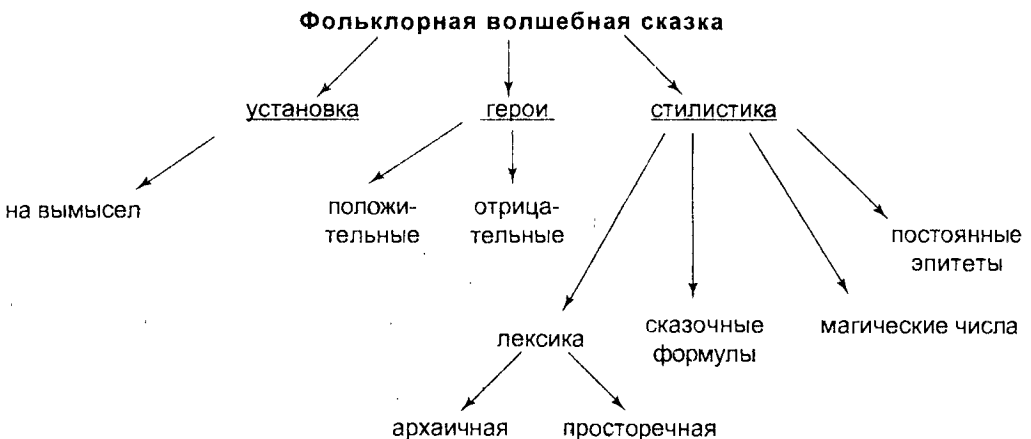 Фольклорная волшебная сказка
установка
герои
стилистика
на вымысел
положи-
тельные
отрица-
тельные
постоянные
эпитеты
лексика
сказочные
формулы
магические числа
архаичная
просторечная